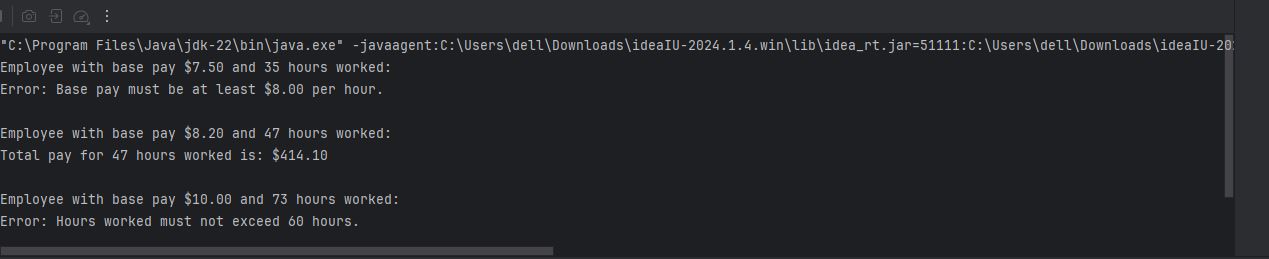 "C:\Program Files\Java\jdk-22\bin\java.exe" -javaagent:C:\Users\dell\Downloads\ideaIU-2024.1.4.win\lib\idea_rt.jar=51111:C:\Users\dell\Downloads\ideaIU-20
Employee with base pay $7.50 and 35 hours worked:
Error: Base pay must be at least $8.00 per hour.
Employee with base pay $8.20 and 47 hours worked:
Total pay for 47 hours worked is: $414.10
Employee with base pay $10.00 and 73 hours worked:
Error: Hours worked must not exceed 60 hours.